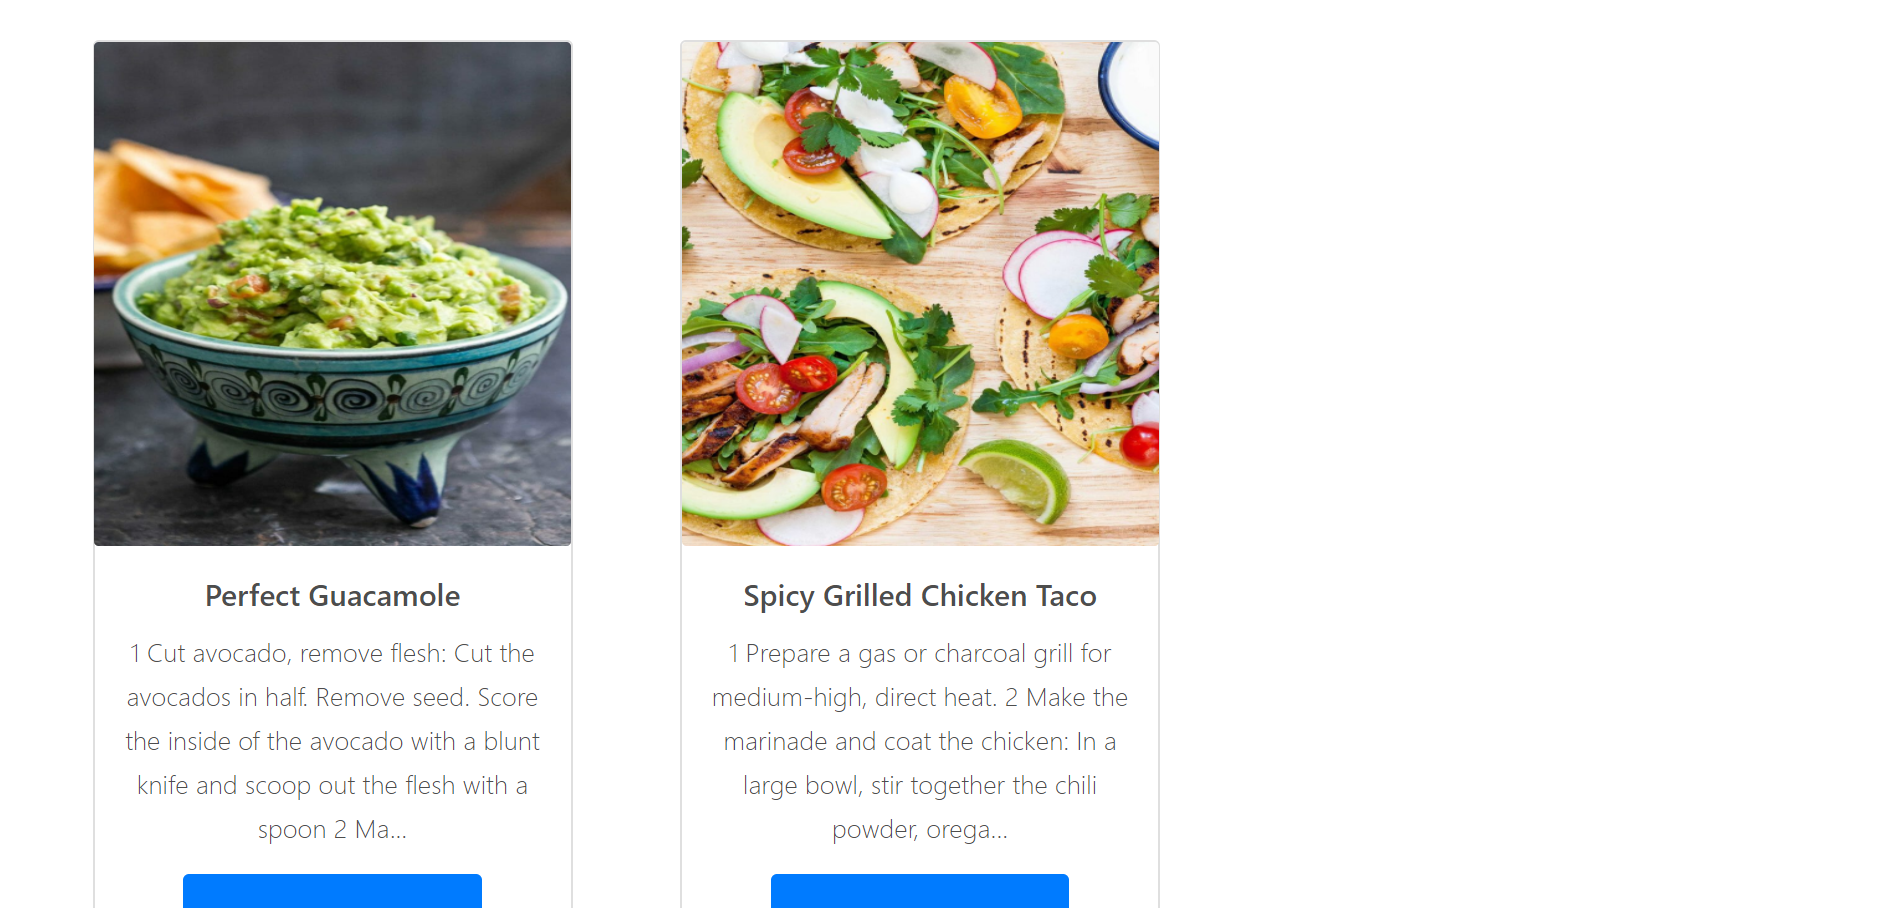 Perfect Guacamole
1 Cut avocado, remove flesh: Cut the
avocados in half. Remove seed. Score
the inside of the avocado with a blunt
knife and scoop out the flesh with a
spoon 2 Ma...
Spicy Grilled Chicken Taco
1 Prepare a gas or charcoal grill for
medium-high, direct heat. 2 Make the
marinade and coat the chicken: In a
large bowl, stir together the chili
powder, orega...